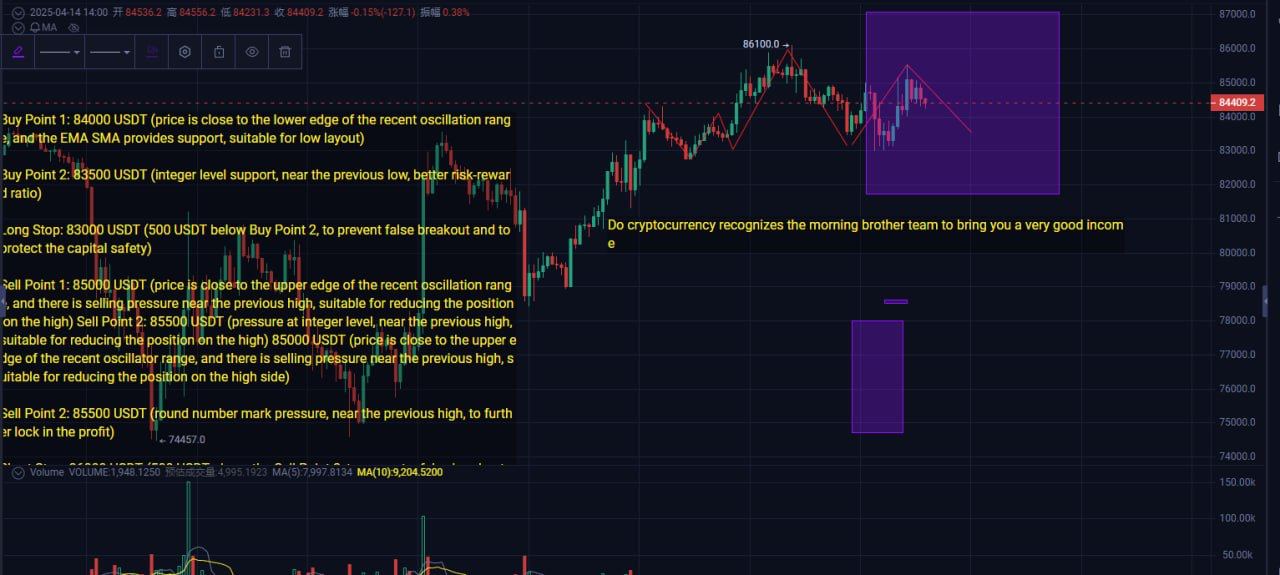 2025-04-14 14:00 开 84536.2 高 84556.2 低 84231.3 收 84409.2 涨幅 -0.15%(-127.1) 振幅 0.38%
MA
86100.0
87000.0
86000.0
85000.0
84409.2
84000.0
83000.0
82000.0
81000.0
80000.0
79000.0
78000.0
77000.0
76000.0
75000.0
74000.0
Buy Point 1: 84000 USDT (price is close to the lower edge of the recent oscillation rang
e, and the EMA SMA provides support, suitable for low layout)
Buy Point 2: 83500 USDT (integer level support, near the previous low, better risk-rewar
d ratio)
Long Stop: 83000 USDT (500 USDT below Buy Point 2, to prevent false breakout and to
protect the capital safety)
Sell Point 1: 85000 USDT (price is close to the upper edge of the recent oscillation rang
, and there is selling pressure near the previous high, suitable for reducing the position
on the high) Sell Point 2: 85500 USDT (pressure at integer level, near the previous high,
suitable for reducing the position on the high) 85000 USDT (price is close to the upper e
dge of the recent oscillator range, and there is selling pressure near the previous high, s
uitable for reducing the position on the high side)
Sell Point 2: 85500 USDT (round number mark pressure, near the previous high, to furth
er lock in the profit)
Do cryptocurrency recognizes the morning brother team to bring you a very good incom
e
74457.0
Volume VOLUME:1,948.1250 预估成交量:4,995.1923 MA(5):7,997.8134 MA(10):9,204.5200
150.00k
100.00k
50.00k